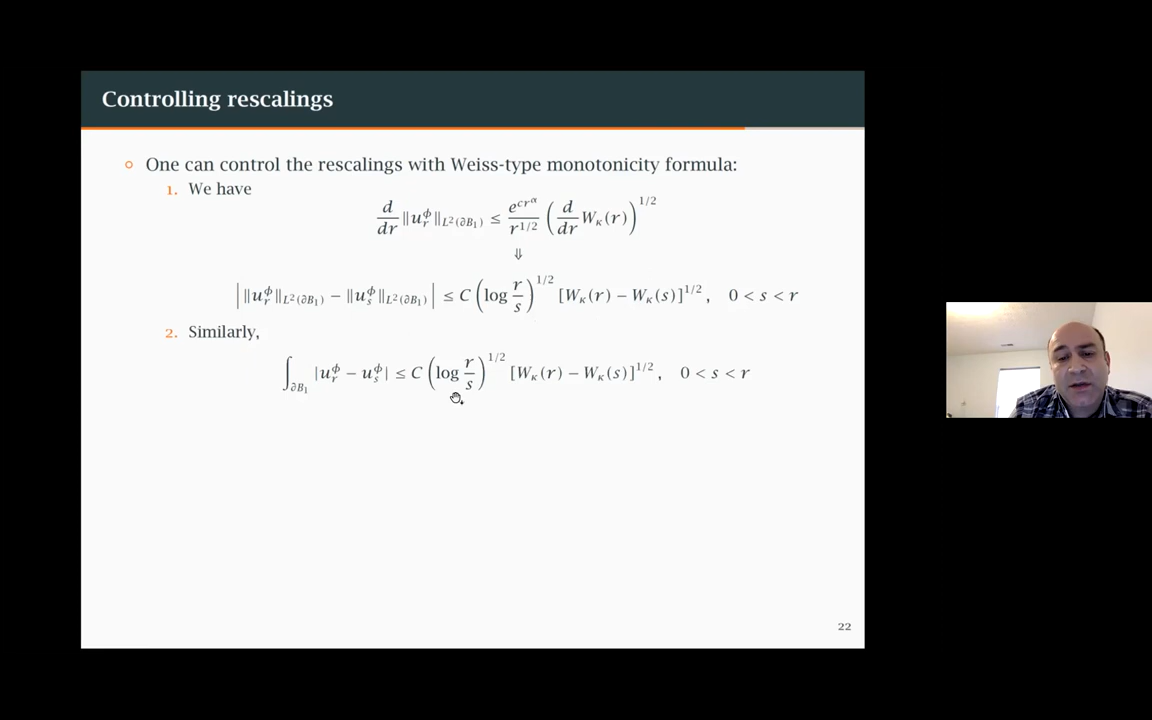 Controlling rescalings
One can control the rescalings with Weiss-type monotonicity formula:
1. We have
d/dr ‖u_r^ϕ‖_{L²(∂B₁)} ≤ e^{cr^α}/r^{1/2} (d/dr W_κ(r))^{1/2}
⇓
|‖u_r^ϕ‖_{L²(∂B₁)} − ‖u_s^ϕ‖_{L²(∂B₁)}| ≤ C (log r/s)^{1/2} [W_κ(r) − W_κ(s)]^{1/2}, 0 < s < r
2. Similarly,
∫_{∂B₁} |u_r^ϕ − u_s^ϕ| ≤ C (log r/s)^{1/2} [W_κ(r) − W_κ(s)]^{1/2}, 0 < s < r
22